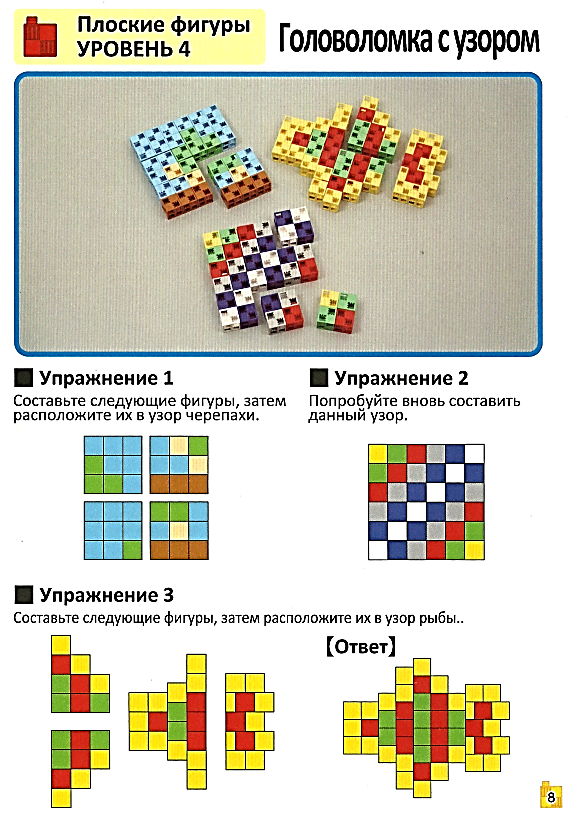 Плоские фигуры
УРОВЕНЬ 4
Головоломка с узором
Упражнение 1
Составьте следующие фигуры, затем
расположите их в узор черепахи.
Упражнение 2
Попробуйте вновь составить
данный узор.
Упражнение 3
Составьте следующие фигуры, затем расположите их в узор рыбы..
【Ответ】
8